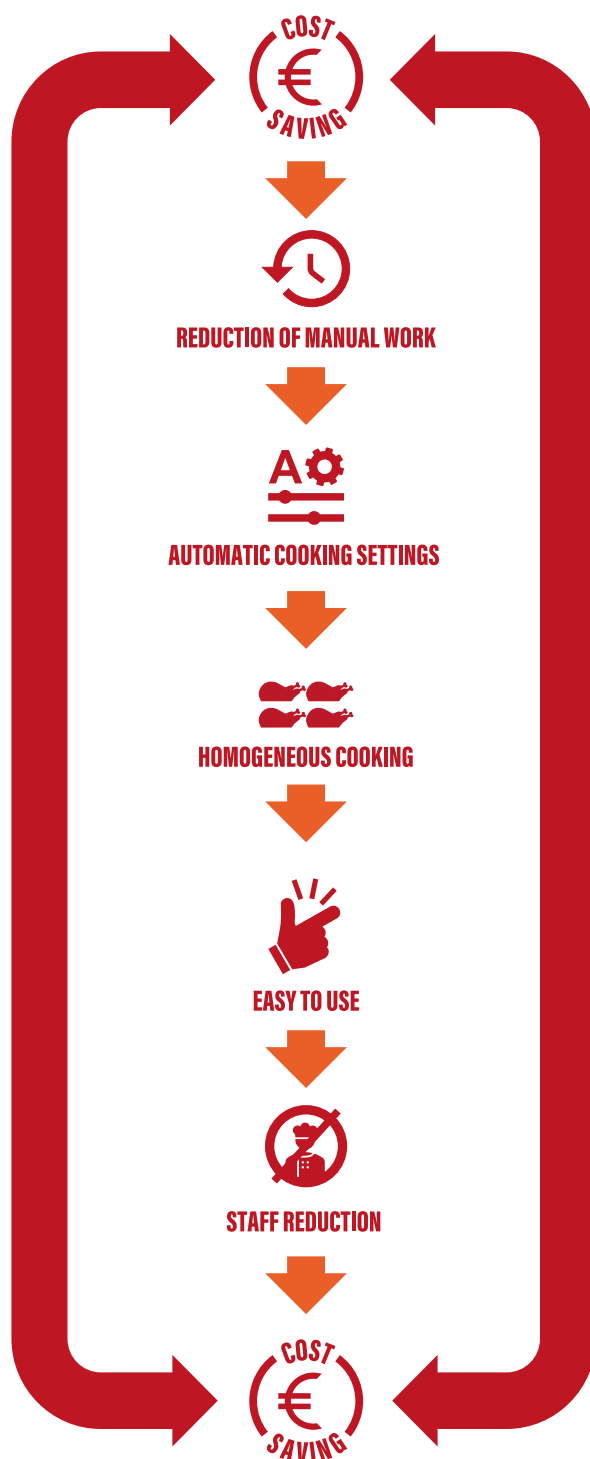 COST
€
SAVING
REDUCTION OF MANUAL WORK
A
AUTOMATIC COOKING SETTINGS
HOMOGENEOUS COOKING
EASY TO USE
STAFF REDUCTION
COST
€
SAVING